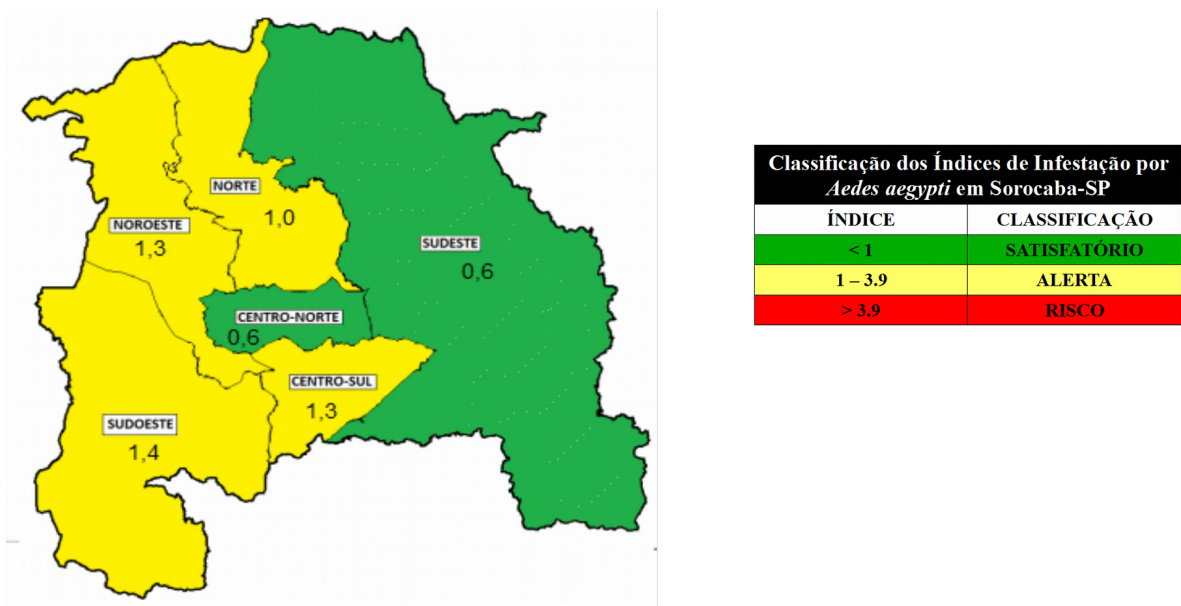 NORTE
1,0
NOROESTE
1,3
SUDESTE
0,6
CENTRO-NORTE
0,6
CENTRO-SUL
1,3
SUDOESTE
1,4
Classificação dos Índices de Infestação por
Aedes aegypti em Sorocaba-SP
ÍNDICE CLASSIFICAÇÃO
< 1 SATISFATÓRIO
1 – 3.9 ALERTA
> 3.9 RISCO